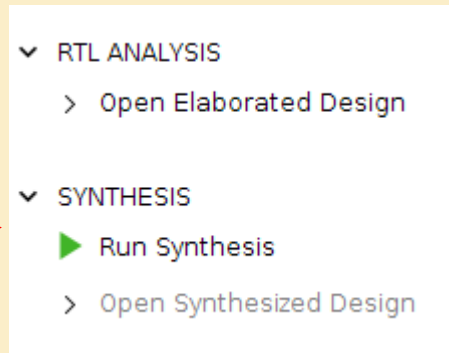 RTL ANALYSIS
Open Elaborated Design
SYNTHESIS
Run Synthesis
Open Synthesized Design